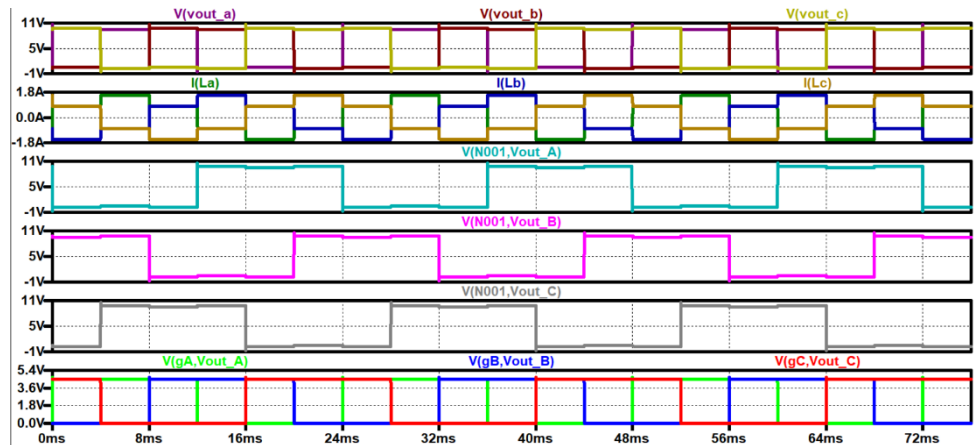 V(vout_a) V(vout_b) V(vout_c)
11V
5V
-1V
I(La) I(Lb) I(Lc)
1.8A
0.0A
-1.8A
V(N001,Vout_A)
11V
5V
-1V
V(N001,Vout_B)
11V
5V
-1V
V(N001,Vout_C)
11V
5V
-1V
V(gA,Vout_A) V(gB,Vout_B) V(gC,Vout_C)
5.4V
3.6V
1.8V
0.0V
0ms 8ms 16ms 24ms 32ms 40ms 48ms 56ms 64ms 72ms